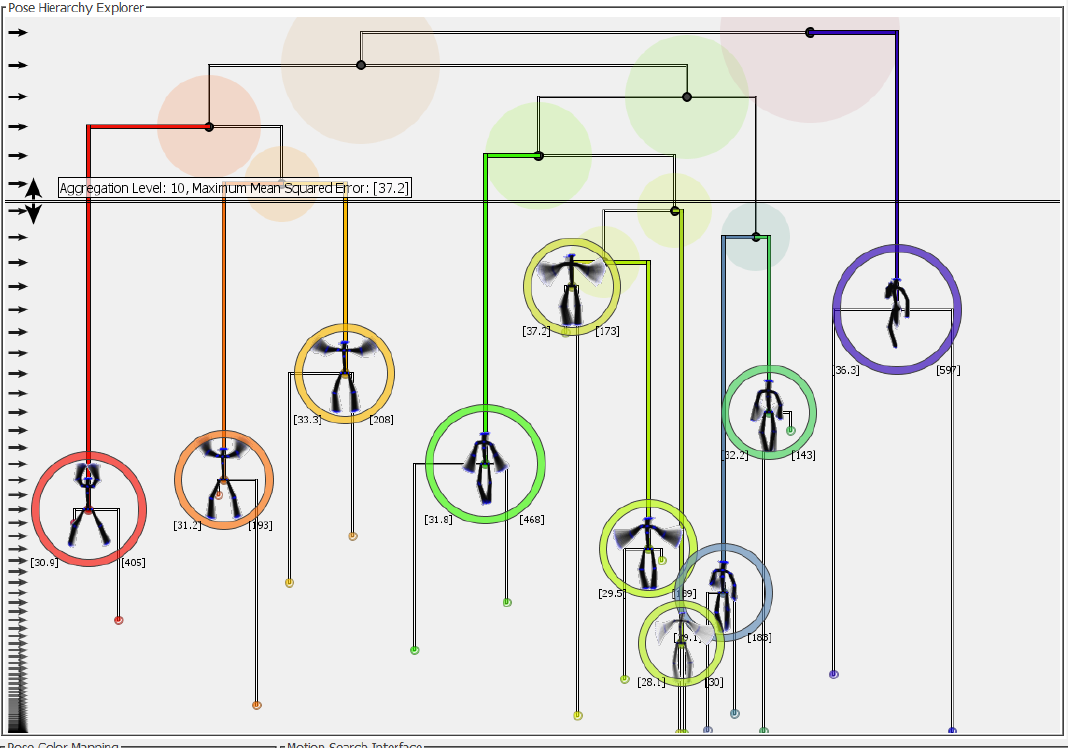 Pose Hierarchy Explorer
Aggregation Level: 10, Maximum Mean Squared Error: [37.2]
[37.2] [173]
[36.3] [597]
[33.3] [208]
[32.2] [143]
[31.8] [468]
[31.2] [193]
[30.9] [405]
[29.5] [189]
[29.1] [183]
[28.1] [30]
Pose Color Mapping
Motion Search Interface